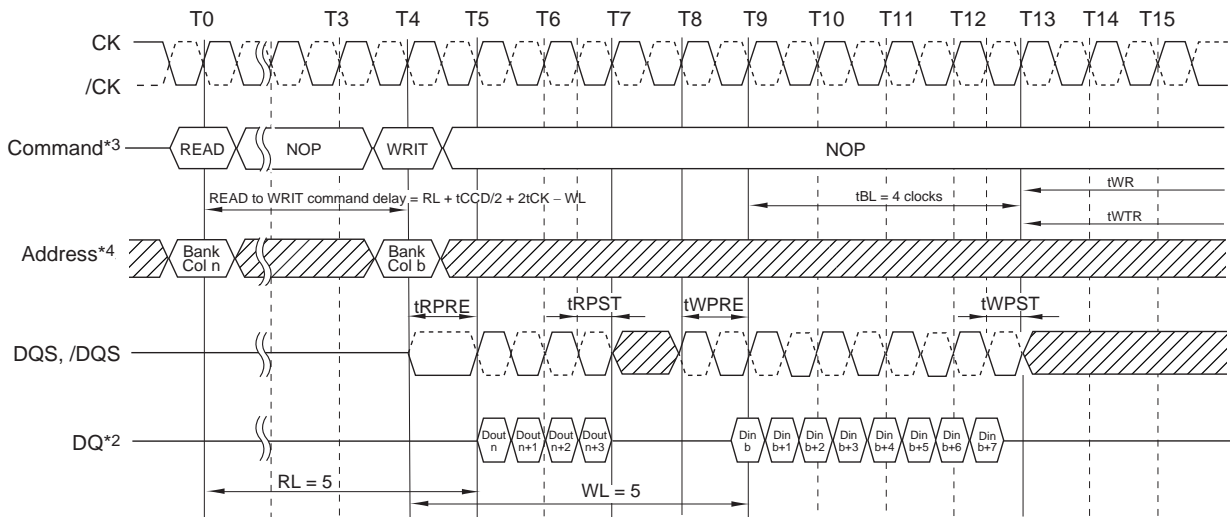 T0 T3 T4 T5 T6 T7 T8 T9 T10 T11 T12 T13 T14 T15
CK
/CK
Command*3 READ NOP WRIT NOP
READ to WRIT command delay = RL + tCCD/2 + 2tCK – WL
tBL = 4 clocks
tWR
tWTR
Address*4
Bank
Col n
Bank
Col b
tRPRE tRPST tWPRE tWPST
DQS, /DQS
DQ*2
Dout
n
Dout
n+1
Dout
n+2
Dout
n+3
Din
b
Din
b+1
Din
b+2
Din
b+3
Din
b+4
Din
b+5
Din
b+6
Din
b+7
RL = 5
WL = 5